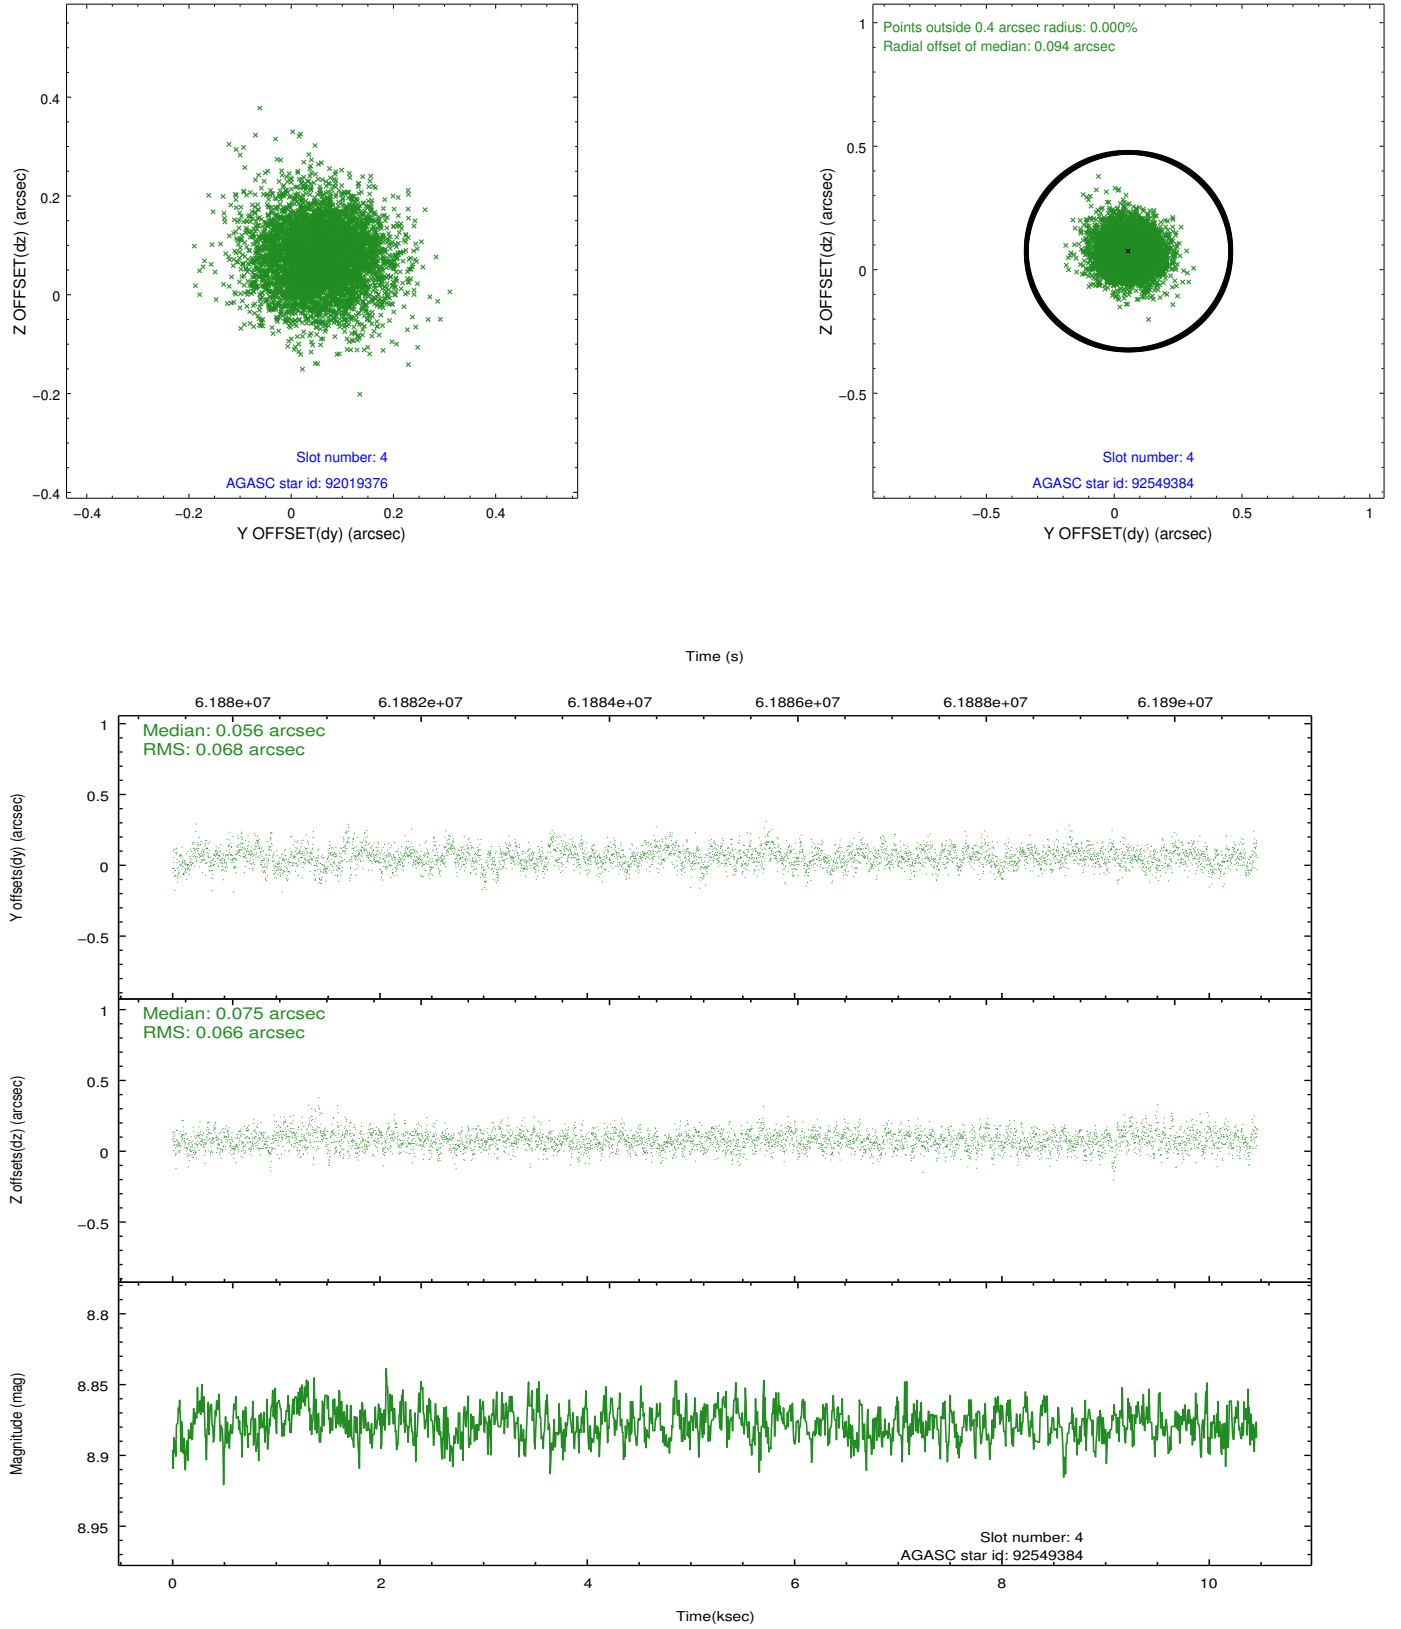 0.4
0.2
0
−0.2
−0.4
Z OFFSET(dz) (arcsec)
Slot number: 4
AGASC star id: 92019376
−0.4 −0.2 0 0.2 0.4
Y OFFSET(dy) (arcsec)
Points outside 0.4 arcsec radius: 0.000%
Radial offset of median: 0.094 arcsec
1
0.5
0
−0.5
Z OFFSET(dz) (arcsec)
Slot number: 4
AGASC star id: 92549384
−0.5 0 0.5 1
Y OFFSET(dy) (arcsec)
Time (s)
6.188e+07 6.1882e+07 6.1884e+07 6.1886e+07 6.1888e+07 6.189e+07
Median: 0.056 arcsec
RMS: 0.068 arcsec
1
0.5
0
−0.5
Y offsets(dy) (arcsec)
Median: 0.075 arcsec
RMS: 0.066 arcsec
1
0.5
0
−0.5
Z offsets(dz) (arcsec)
8.8
8.85
8.9
8.95
Magnitude (mag)
Slot number: 4
AGASC star id: 92549384
0 2 4 6 8 10
Time(ksec)